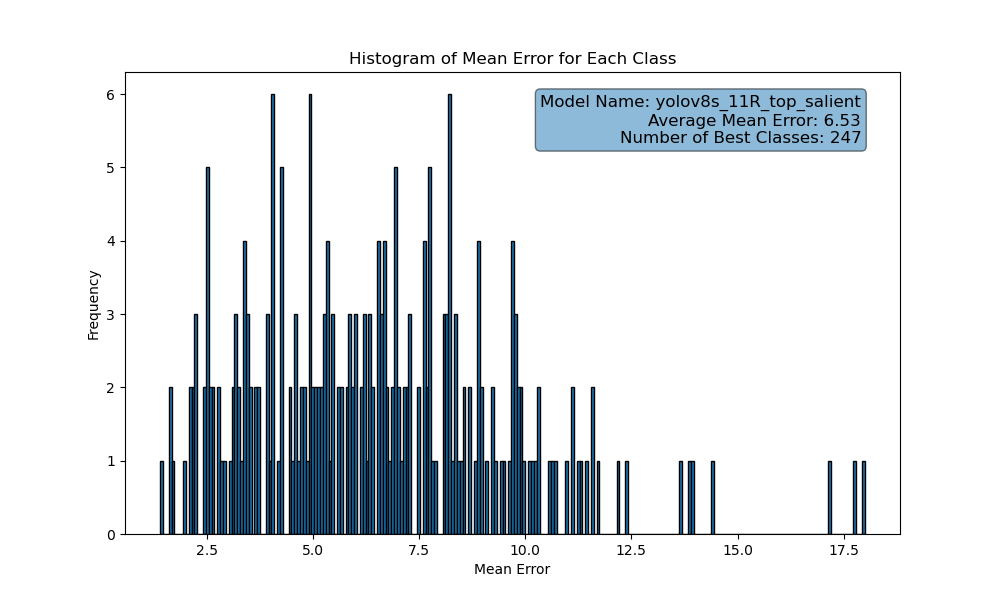 Histogram of Mean Error for Each Class
Model Name: yolov8s_11R_top_salient
Average Mean Error: 6.53
Number of Best Classes: 247
Frequency
6
5
4
3
2
1
0
2.5 5.0 7.5 10.0 12.5 15.0 17.5
Mean Error